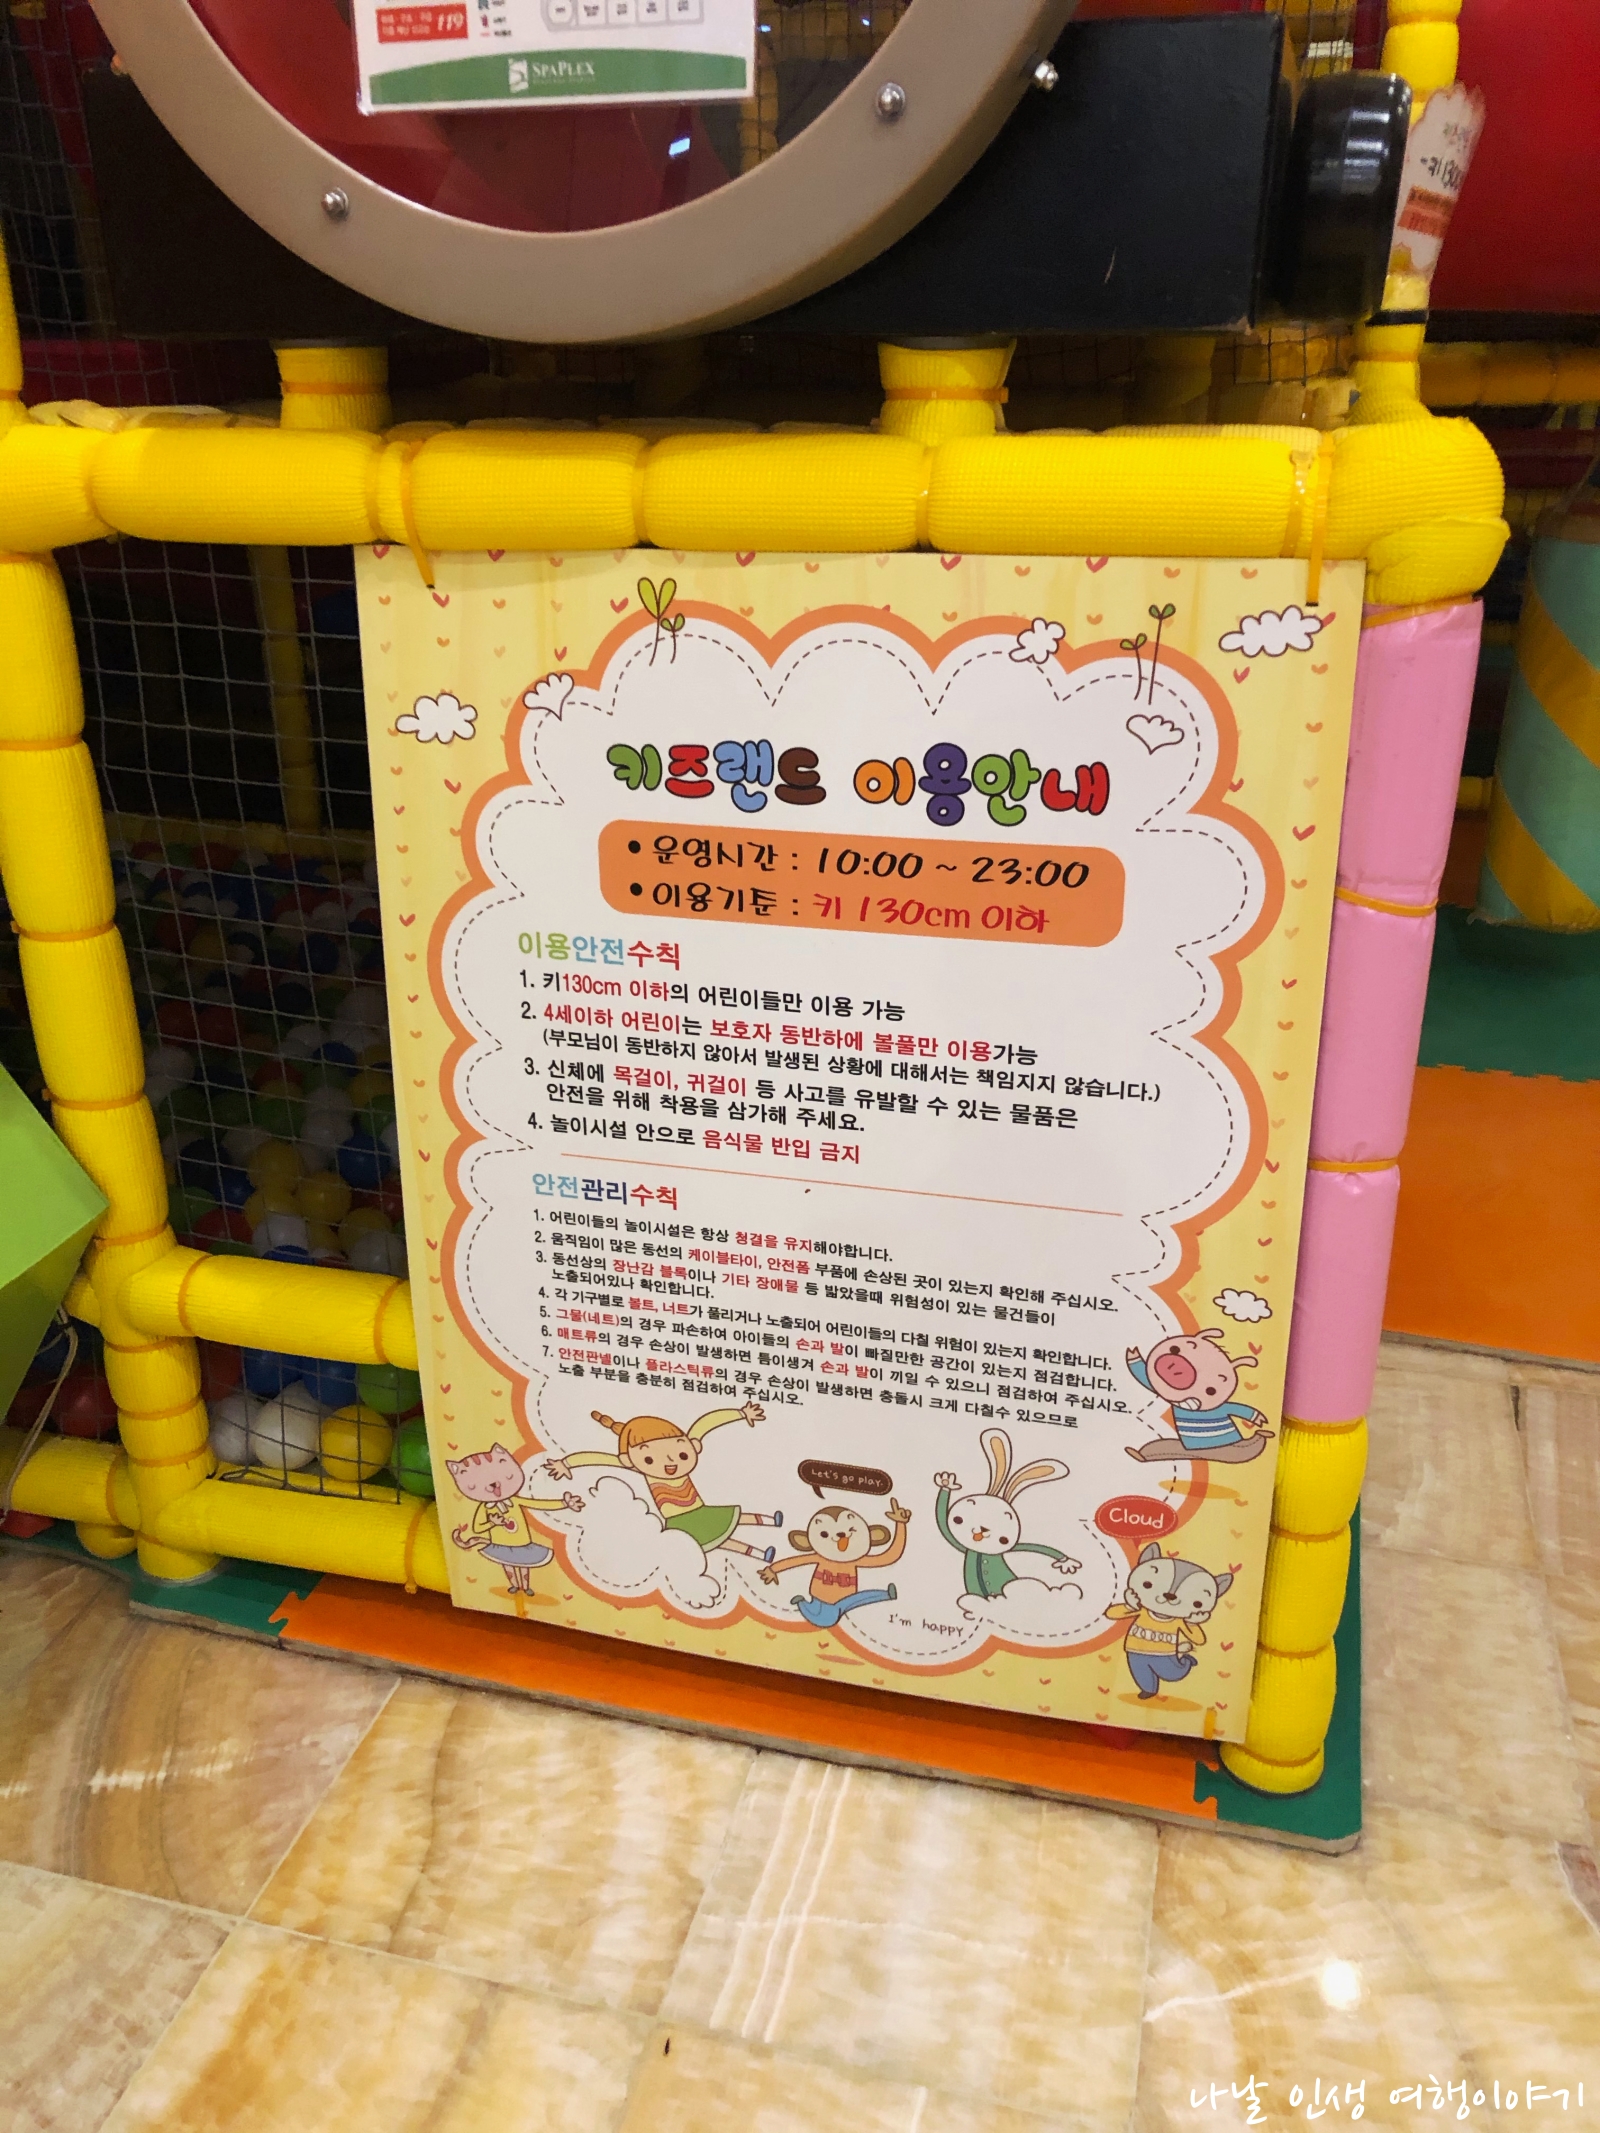 119
SPAPLEX
키즈랜드 이용안내
• 운영시간 : 10:00 ~ 23:00
• 이용기준 : 키 130cm 이하
이용안전수칙
1. 키130cm 이하의 어린이들만 이용 가능
2. 4세이하 어린이는 보호자 동반하에 볼풀만 이용가능
(부모님이 동반하지 않아서 발생된 상황에 대해서는 책임지지 않습니다.)
3. 신체에 목걸이, 귀걸이 등 사고를 유발할 수 있는 물품은
안전을 위해 착용을 삼가해 주세요.
4. 놀이시설 안으로 음식물 반입 금지
안전관리수칙
1. 어린이들의 놀이시설은 항상 청결을 유지해야합니다.
2. 움직임이 많은 동선의 케이블타이, 안전폼 부품에 손상된 곳이 있는지 확인해 주십시오.
3. 동선상의 장난감 블록이나 기타 장애물 등 밟았을때 위험성이 있는 물건들이
노출되어있나 확인합니다.
4. 각 기구별로 볼트, 너트가 풀리거나 노출되어 어린이들의 다칠 위험이 있는지 확인합니다.
5. 그물(네트)의 경우 파손하여 아이들의 손과 발이 빠질만한 공간이 있는지 점검합니다.
6. 매트류의 경우 손상이 발생하면 틈이생겨 손과 발이 끼일 수 있으니 점검하여 주십시오.
7. 안전판넬이나 플라스틱류의 경우 손상이 발생하면 충돌시 크게 다칠수 있으므로
노출 부분을 충분히 점검하여 주십시오.
Let's go play.
Cloud
I'm happy
나날 인생 여행이야기